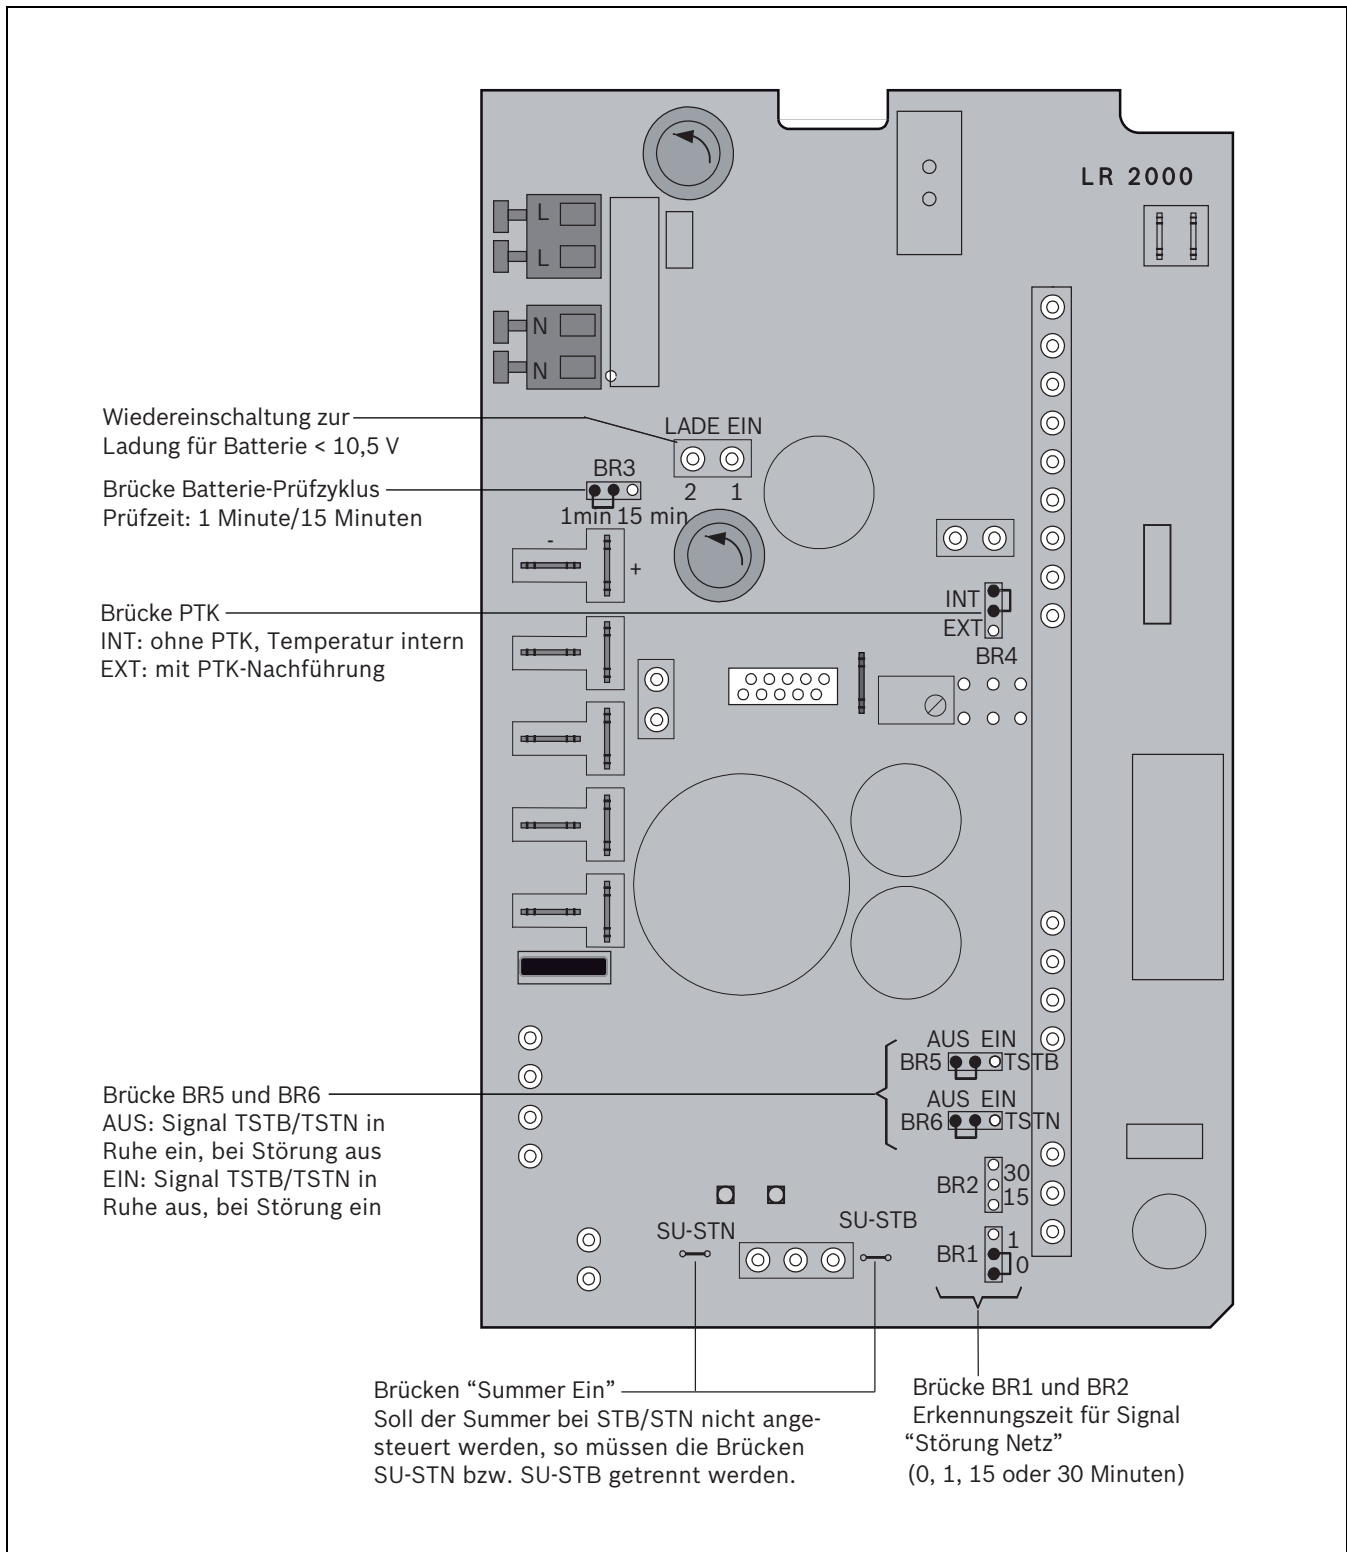 LR 2000
L
L
N
N
Wiedereinschaltung zur
Ladung für Batterie < 10,5 V
LADE EIN
2 1
Brücke Batterie-Prüfzyklus
Prüfzeit: 1 Minute/15 Minuten
BR3
1min 15 min
-
+
Brücke PTK
INT: ohne PTK, Temperatur intern
EXT: mit PTK-Nachführung
INT
EXT
BR4
AUS EIN
BR5 TSTB
AUS EIN
BR6 TSTN
Brücke BR5 und BR6
AUS: Signal TSTB/TSTN in
Ruhe ein, bei Störung aus
EIN: Signal TSTB/TSTN in
Ruhe aus, bei Störung ein
BR2
30
15
SU-STN
SU-STB
BR1
1
0
Brücken “Summer Ein”
Soll der Summer bei STB/STN nicht ange-
steuert werden, so müssen die Brücken
SU-STN bzw. SU-STB getrennt werden.
Brücke BR1 und BR2
Erkennungszeit für Signal
“Störung Netz”
(0, 1, 15 oder 30 Minuten)